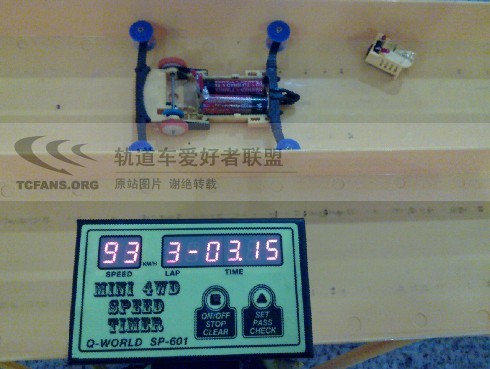 轨道车爱好者联盟
TCFANS.ORG
原站图片 谢绝转载
93 KM/H 3-03.15
SPEED LAP TIME
MINI 4WD
SPEED
TIMER
ON/OFF
STOP
CLEAR
SET
PASS
CHECK
Q-WORLD SP-601